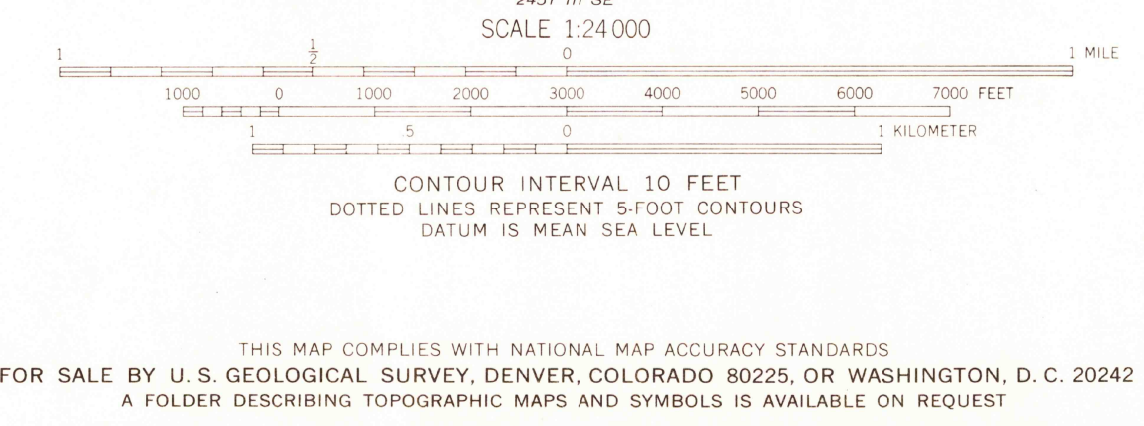 SCALE 1:24 000
1 ½ 0 1 MILE
1000 0 1000 2000 3000 4000 5000 6000 7000 FEET
1 .5 0 1 KILOMETER
CONTOUR INTERVAL 10 FEET
DOTTED LINES REPRESENT 5-FOOT CONTOURS
DATUM IS MEAN SEA LEVEL
THIS MAP COMPLIES WITH NATIONAL MAP ACCURACY STANDARDS
FOR SALE BY U. S. GEOLOGICAL SURVEY, DENVER, COLORADO 80225, OR WASHINGTON, D. C. 20242
A FOLDER DESCRIBING TOPOGRAPHIC MAPS AND SYMBOLS IS AVAILABLE ON REQUEST